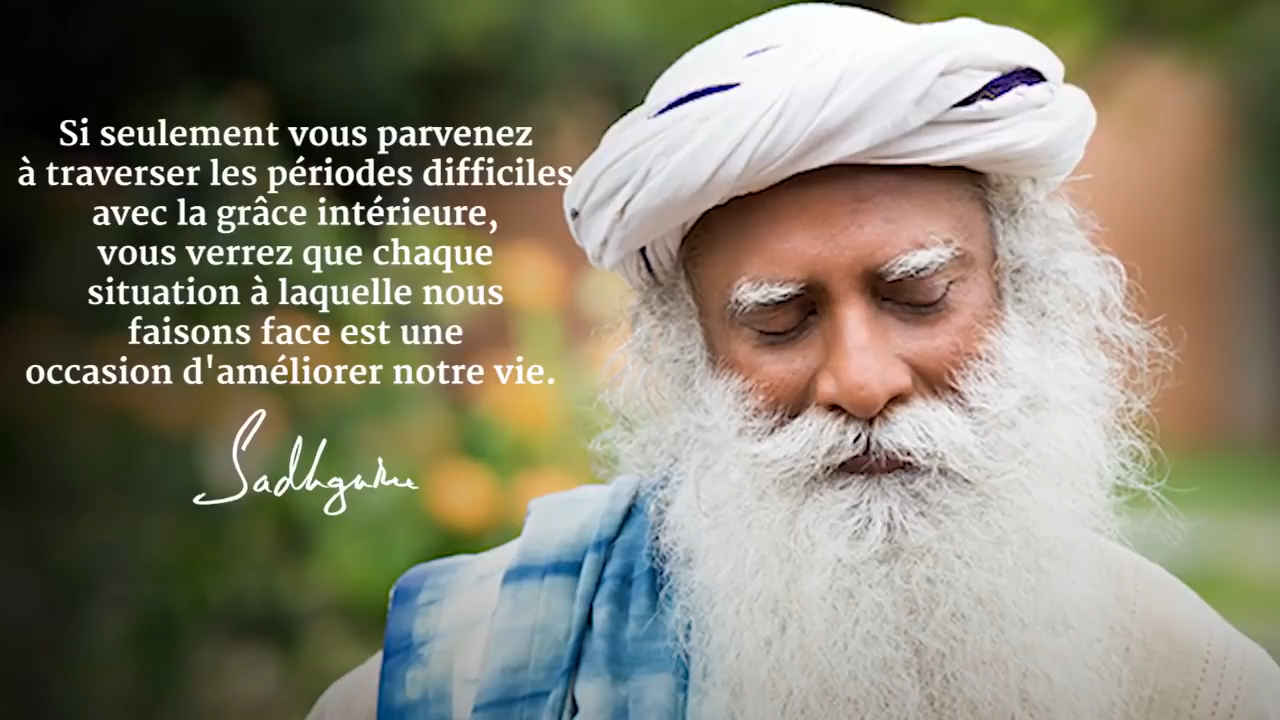 Si seulement vous parvenez
à traverser les périodes difficiles
avec la grâce intérieure,
vous verrez que chaque
situation à laquelle nous
faisons face est une
occasion d'améliorer notre vie.
Sadhguru